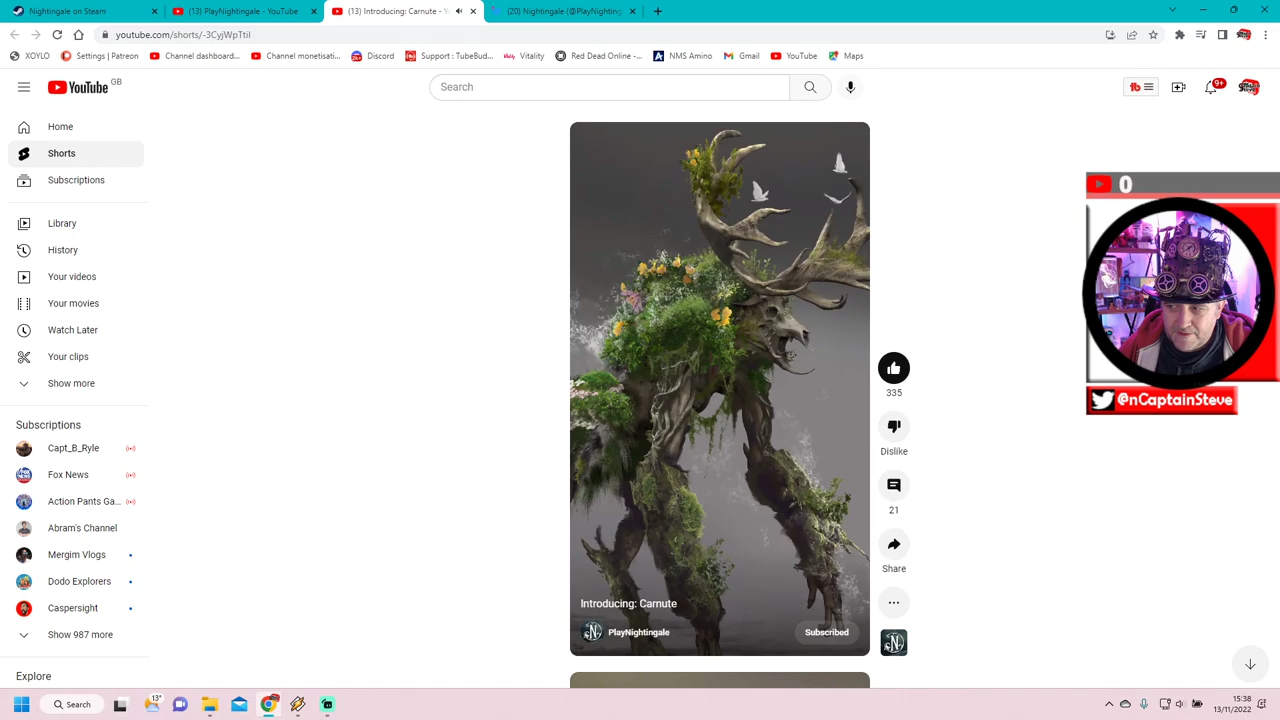 Nightingale on Steam
(13) PlayNightingale - YouTube
(13) Introducing: Carnute - Y
(20) Nightingale (@PlayNighting
youtube.com/shorts/-3CyjWpTtiI
XOYLO
Settings | Patreon
Channel dashboard...
Channel monetisati...
Discord
Support : TubeBud...
Vitality
Red Dead Online -...
NMS Amino
Gmail
YouTube
Maps
YouTube GB
Search
9+
Home
Shorts
Subscriptions
Library
History
Your videos
Your movies
Watch Later
Your clips
Show more
Subscriptions
Capt_B_Ryle
Fox News
Action Pants Ga...
Abram's Channel
Mergim Vlogs
Dodo Explorers
Caspersight
Show 987 more
Explore
0
@nCaptainSteve
335
Dislike
21
Share
Introducing: Carnute
PlayNightingale
Subscribed
Search
13°
15:38
13/11/2022